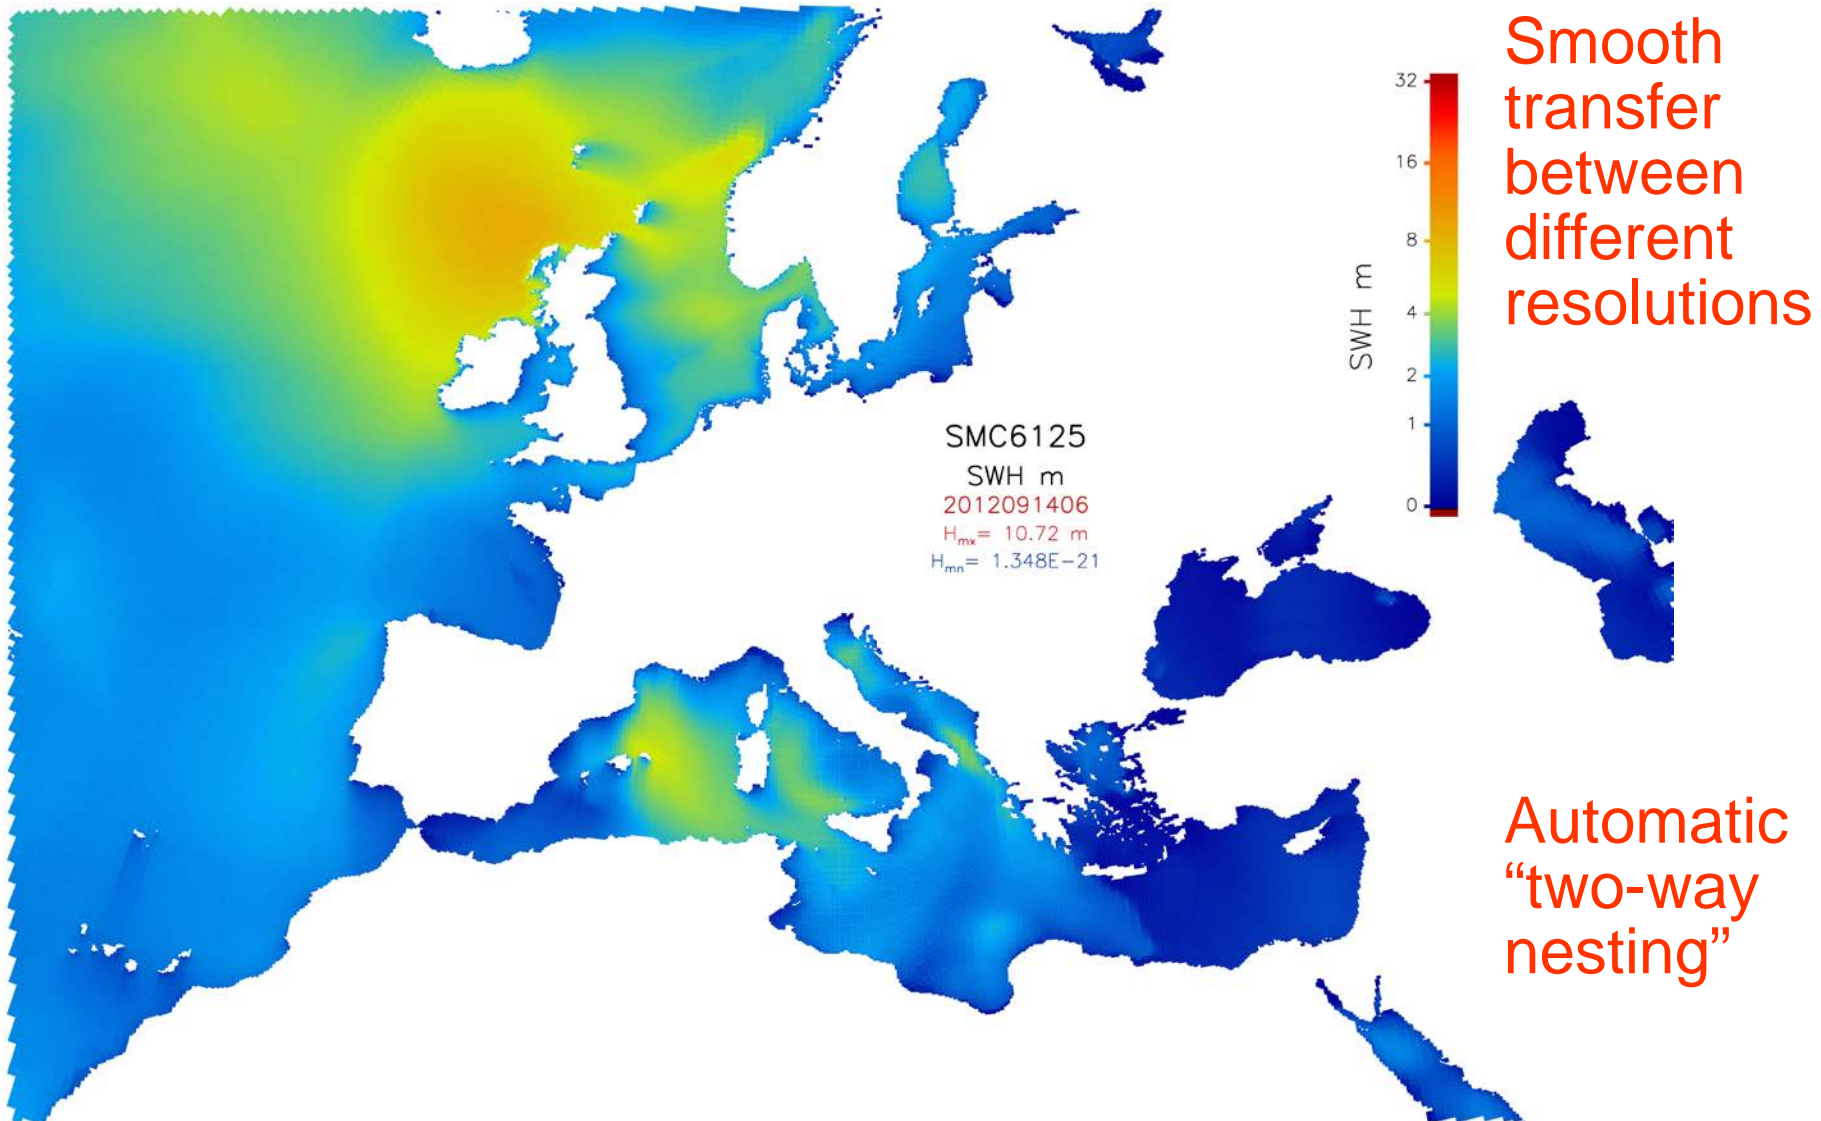 Smooth
transfer
between
different
resolutions
32
16
8
4
2
1
0
SWH m
SMC6125
SWH m
2012091406
Hmx= 10.72 m
Hmn= 1.348E-21
Automatic
“two-way
nesting”